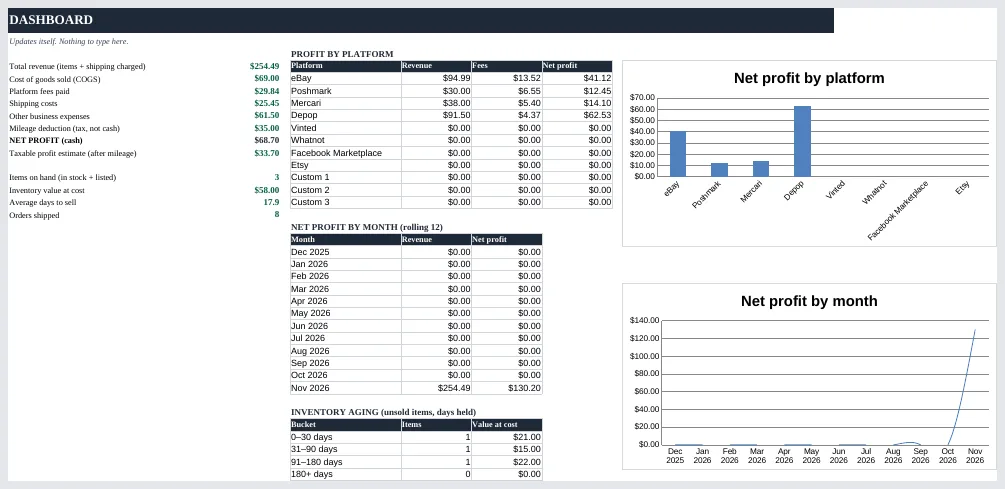 DASHBOARD
Updates itself. Nothing to type here.
Total revenue (items + shipping charged) $254.49
Cost of goods sold (COGS) $69.00
Platform fees paid $29.84
Shipping costs $25.45
Other business expenses $61.50
Mileage deduction (tax, not cash) $35.00
NET PROFIT (cash) $68.70
Taxable profit estimate (after mileage) $33.70
Items on hand (in stock + listed) 3
Inventory value at cost $58.00
Average days to sell 17.9
Orders shipped 8
PROFIT BY PLATFORM
Platform Revenue Fees Net profit
eBay $94.99 $13.52 $41.12
Poshmark $30.00 $6.55 $12.45
Mercari $38.00 $5.40 $14.10
Depop $91.50 $4.37 $62.53
Vinted $0.00 $0.00 $0.00
Whatnot $0.00 $0.00 $0.00
Facebook Marketplace $0.00 $0.00 $0.00
Etsy $0.00 $0.00 $0.00
Custom 1 $0.00 $0.00 $0.00
Custom 2 $0.00 $0.00 $0.00
Custom 3 $0.00 $0.00 $0.00
NET PROFIT BY MONTH (rolling 12)
Month Revenue Net profit
Dec 2025 $0.00 $0.00
Jan 2026 $0.00 $0.00
Feb 2026 $0.00 $0.00
Mar 2026 $0.00 $0.00
Apr 2026 $0.00 $0.00
May 2026 $0.00 $0.00
Jun 2026 $0.00 $0.00
Jul 2026 $0.00 $0.00
Aug 2026 $0.00 $0.00
Sep 2026 $0.00 $0.00
Oct 2026 $0.00 $0.00
Nov 2026 $254.49 $130.20
INVENTORY AGING (unsold items, days held)
Bucket Items Value at cost
0–30 days 1 $21.00
31–90 days 1 $15.00
91–180 days 1 $22.00
180+ days 0 $0.00
Net profit by platform
$70.00
$60.00
$50.00
$40.00
$30.00
$20.00
$10.00
$0.00
eBay Poshmark Mercari Depop Vinted Whatnot Facebook Marketplace Etsy
Net profit by month
$140.00
$120.00
$100.00
$80.00
$60.00
$40.00
$20.00
$0.00
Dec Jan Feb Mar Apr May Jun Jul Aug Sep Oct Nov
2025 2026 2026 2026 2026 2026 2026 2026 2026 2026 2026 2026